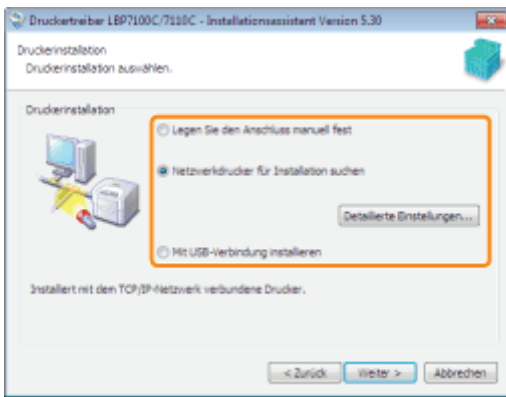 Druckertreiber LBP7100C/7110C - Installationsassistent Version 5.30
Druckerinstallation
Druckerinstallation auswählen.
Druckerinstallation
Legen Sie den Anschluss manuell fest
Netzwerkdrucker für Installation suchen
Detaillierte Einstellungen...
Mit USB-Verbindung installieren
Installiert mit dem TCP/IP-Netzwerk verbundene Drucker.
< Zurück Weiter > Abbrechen